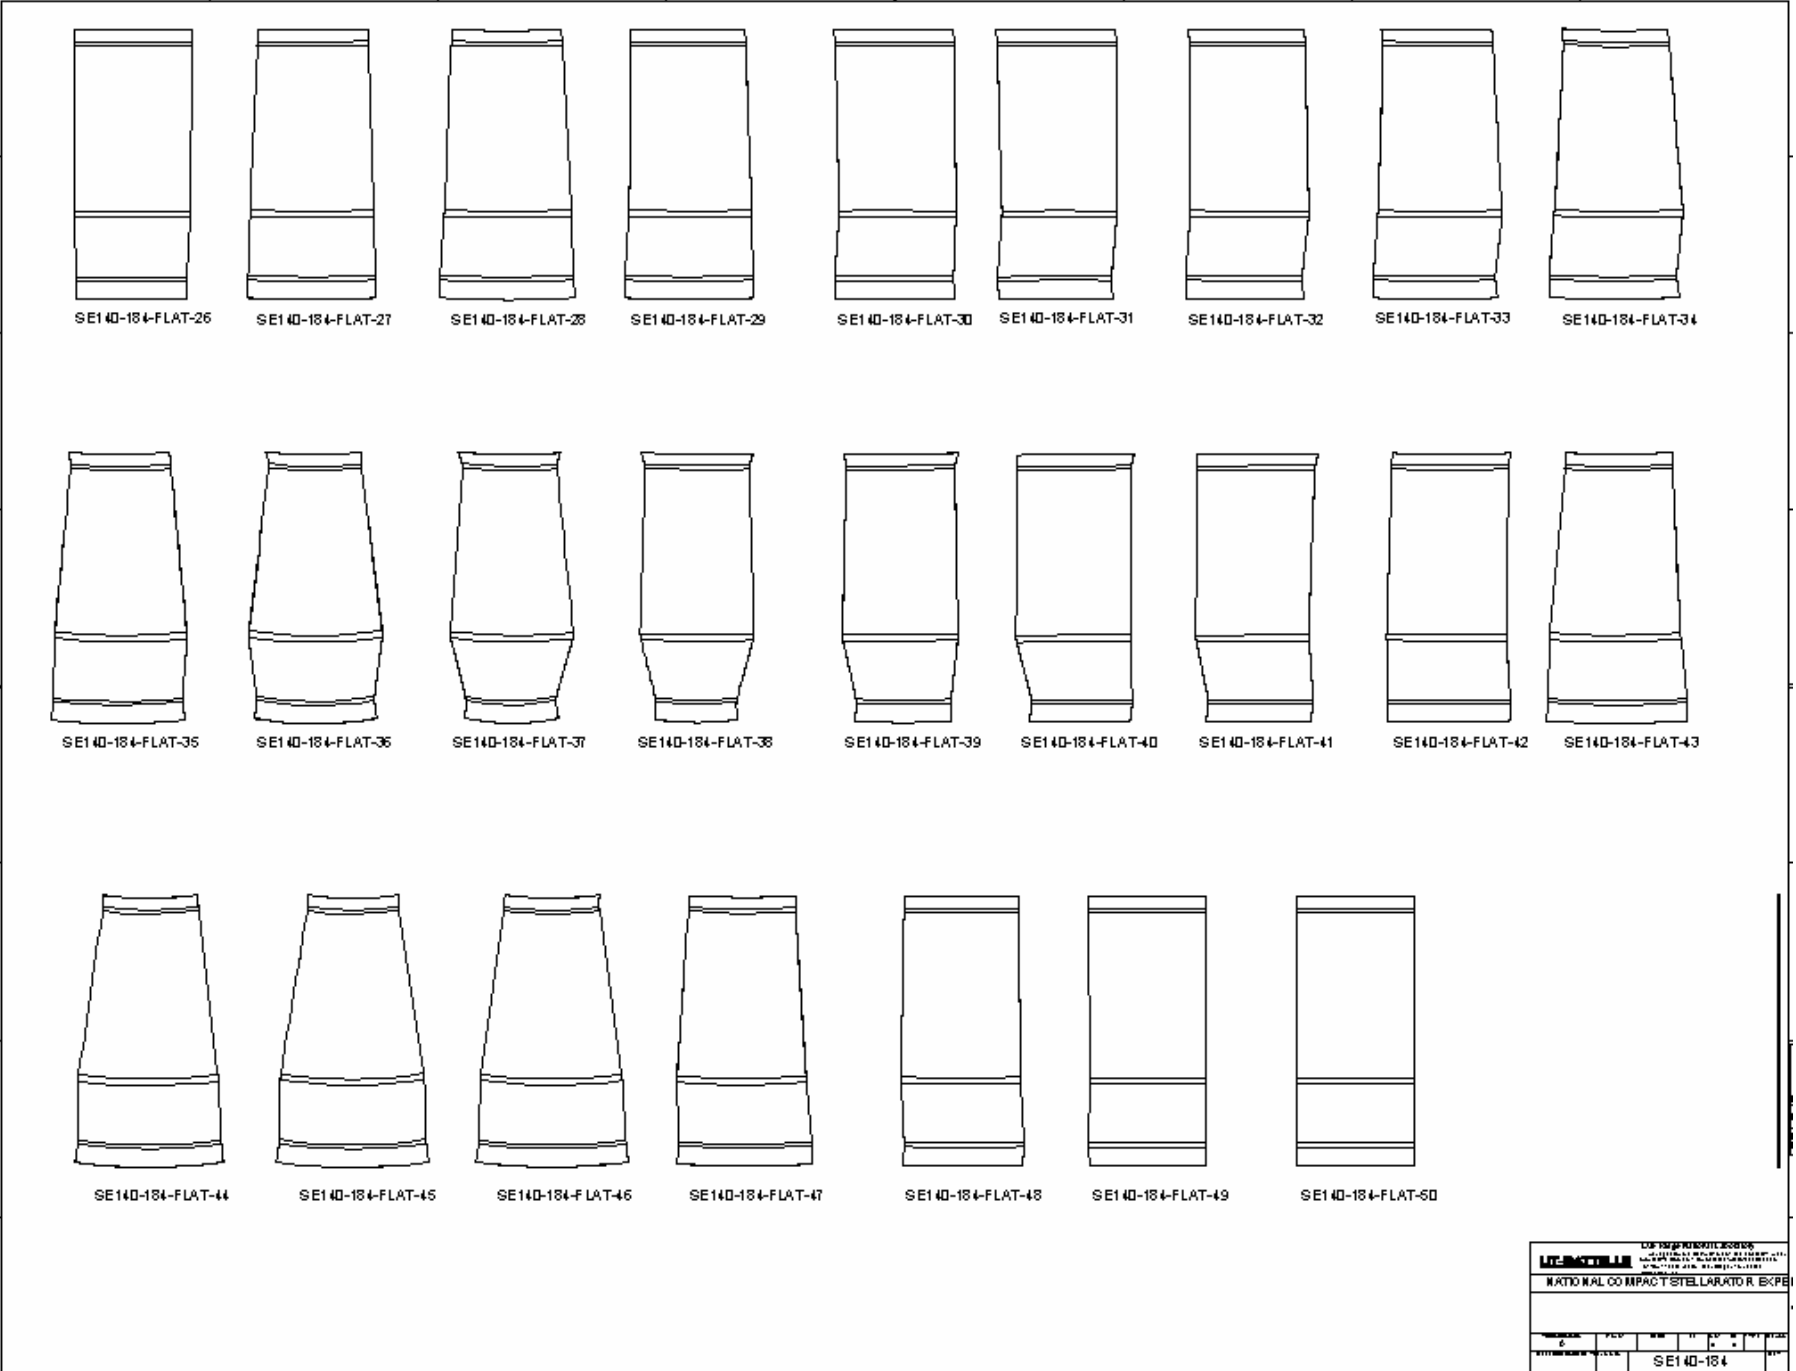 SE140-184-FLAT-26
SE140-184-FLAT-27
SE140-184-FLAT-28
SE140-184-FLAT-29
SE140-184-FLAT-30
SE140-184-FLAT-31
SE140-184-FLAT-32
SE140-184-FLAT-33
SE140-184-FLAT-34
SE140-184-FLAT-35
SE140-184-FLAT-36
SE140-184-FLAT-37
SE140-184-FLAT-38
SE140-184-FLAT-39
SE140-184-FLAT-40
SE140-184-FLAT-41
SE140-184-FLAT-42
SE140-184-FLAT-43
SE140-184-FLAT-44
SE140-184-FLAT-45
SE140-184-FLAT-46
SE140-184-FLAT-47
SE140-184-FLAT-48
SE140-184-FLAT-49
SE140-184-FLAT-50
UT-BATTELLE
NATIONAL COMPACT STELLARATOR EXPE
SE140-184